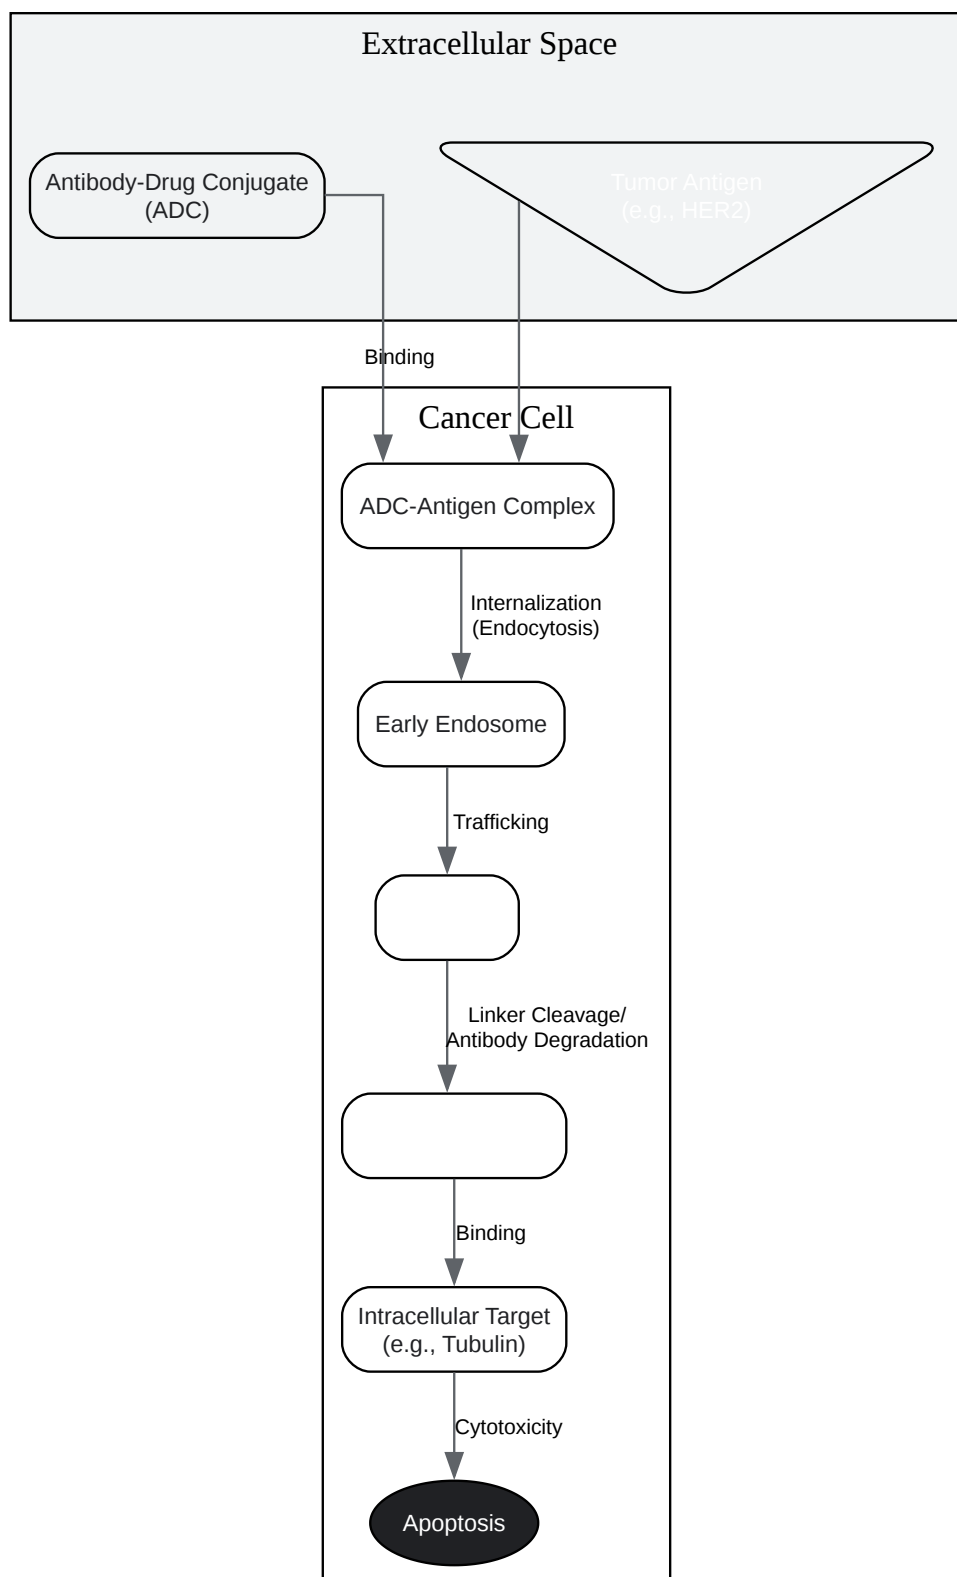 Extracellular Space
Antibody-Drug Conjugate
(ADC)
Tumor Antigen
(e.g., HER2)
Binding
Cancer Cell
ADC-Antigen Complex
Internalization
(Endocytosis)
Early Endosome
Trafficking
Linker Cleavage/
Antibody Degradation
Binding
Intracellular Target
(e.g., Tubulin)
Cytotoxicity
Apoptosis